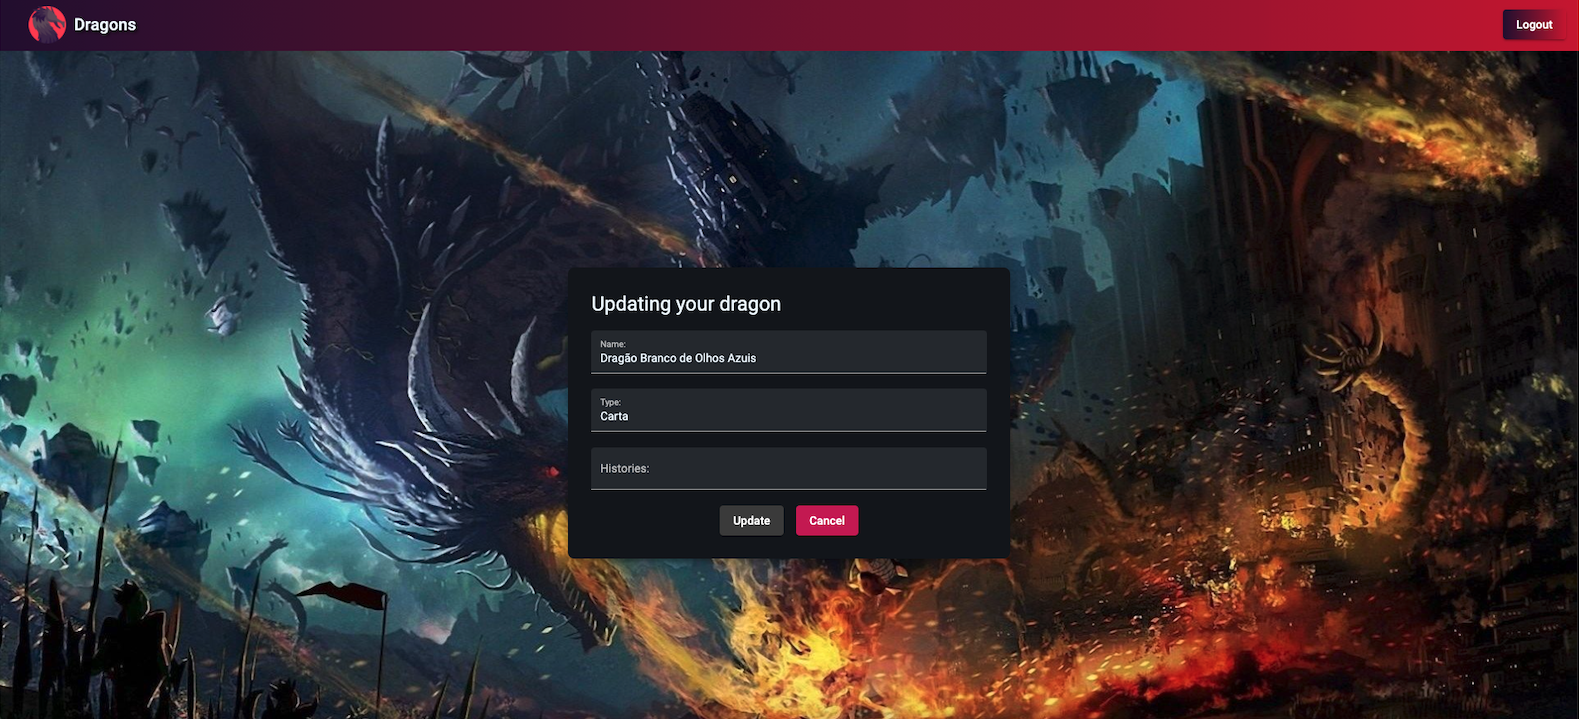 Dragons
Logout
Updating your dragon
Name:
Dragão Branco de Olhos Azuis
Type:
Carta
Histories:
Update
Cancel